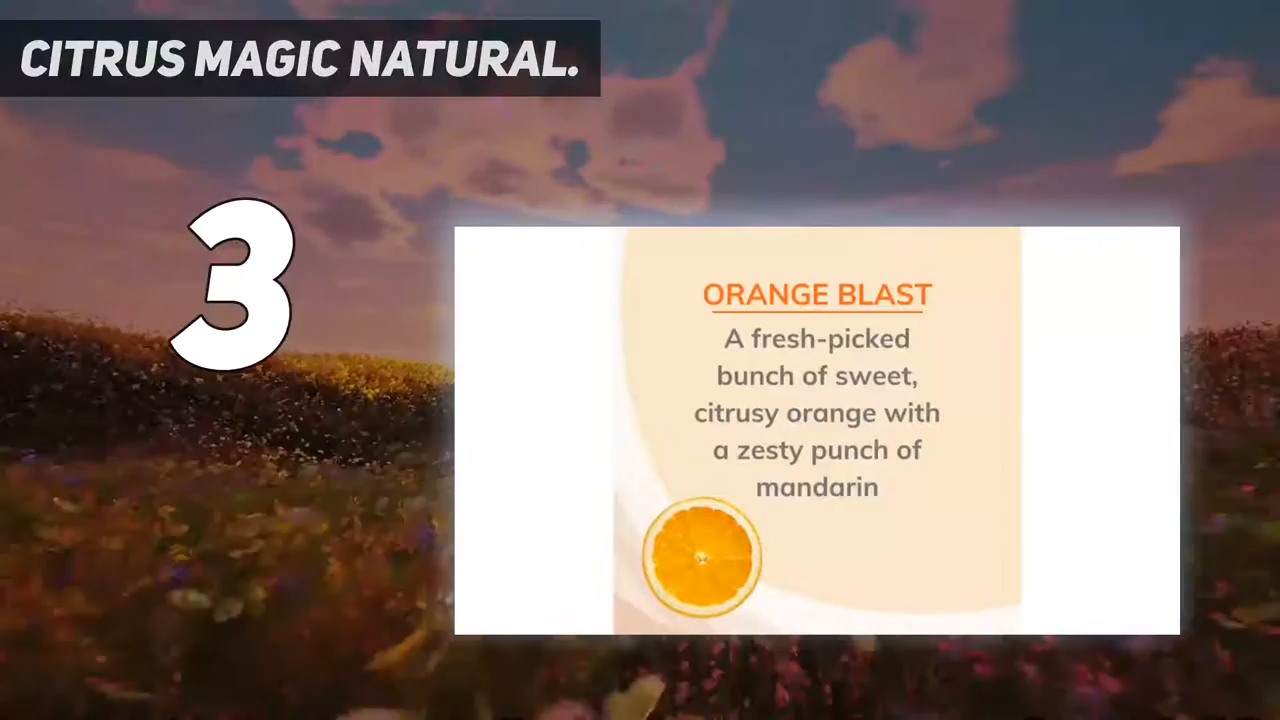 CITRUS MAGIC NATURAL.
3
ORANGE BLAST
A fresh-picked
bunch of sweet,
citrusy orange with
a zesty punch of
mandarin